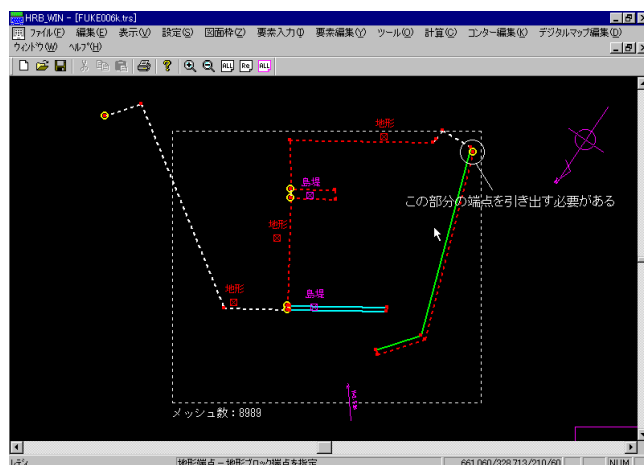 HRB_WIN - [FUKE006k.trs]
ファイル(F) 編集(E) 表示(V) 設定(S) 図面枠(Z) 要素入力(I) 要素編集(Y) ツール(O) 計算(C) コンター編集(K) デジタルマップ編集(D)
ウィンドウ(W) ヘルプ(H)
ALL Re ALL
地形
島堤
この部分の端点を引き出す必要がある
地形
地形
島堤
メッシュ数:8989
レディ 地形端点-地形ブロック端点を指定 661.060/328.713/210/60 NUM